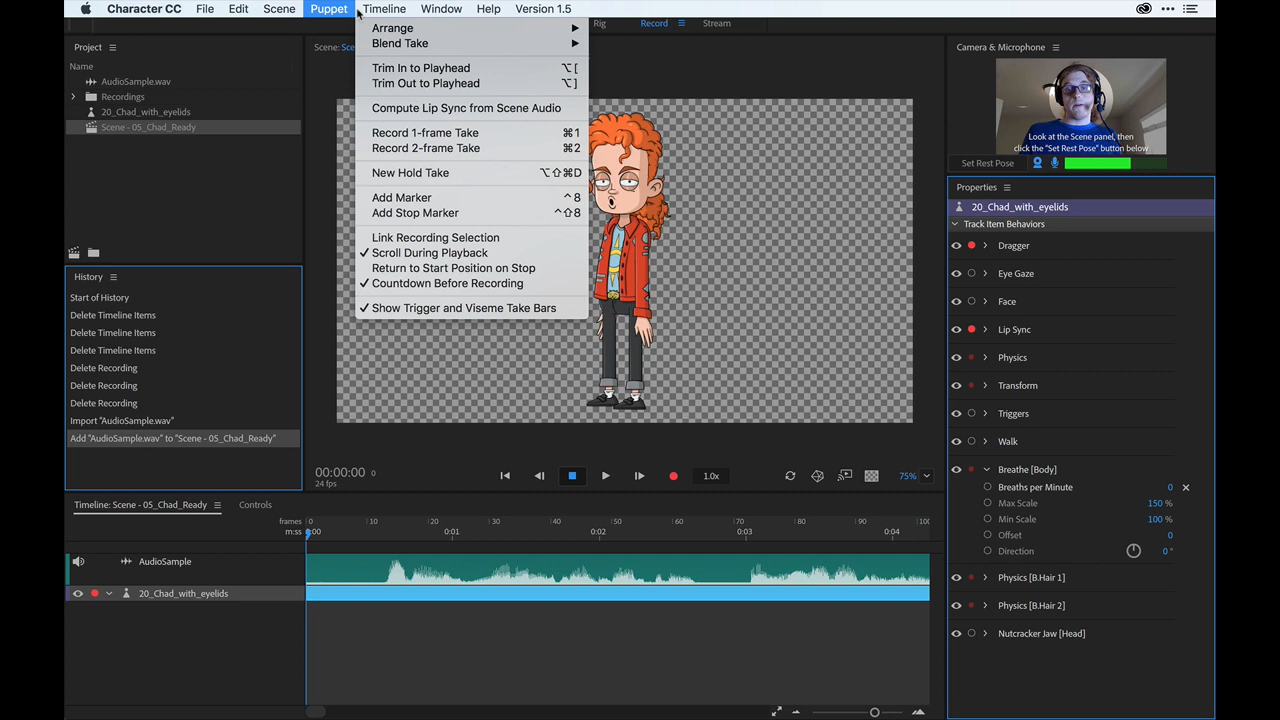 Character CC File Edit Scene Puppet Timeline Window Help Version 1.5
Rig Record Stream
Project
Name
AudioSample.wav
Recordings
20_Chad_with_eyelids
Scene - 05_Chad_Ready
Scene: Sce
Arrange
Blend Take
Trim In to Playhead ⌥[
Trim Out to Playhead ⌥]
Compute Lip Sync from Scene Audio
Record 1-frame Take ⌘1
Record 2-frame Take ⌘2
New Hold Take ⌥⇧⌘D
Add Marker ^8
Add Stop Marker ^⇧8
Link Recording Selection
✓ Scroll During Playback
Return to Start Position on Stop
✓ Countdown Before Recording
✓ Show Trigger and Viseme Take Bars
Camera & Microphone
Look at the Scene panel, then
click the "Set Rest Pose" button below
Set Rest Pose
Properties
20_Chad_with_eyelids
Track Item Behaviors
Dragger
Eye Gaze
Face
Lip Sync
Physics
Transform
Triggers
Walk
Breathe [Body]
Breaths per Minute 0
Max Scale 150 %
Min Scale 100 %
Offset 0
Direction 0°
Physics [B.Hair 1]
Physics [B.Hair 2]
Nutcracker Jaw [Head]
History
Start of History
Delete Timeline Items
Delete Timeline Items
Delete Timeline Items
Delete Recording
Delete Recording
Delete Recording
Import "AudioSample.wav"
Add "AudioSample.wav" to "Scene - 05_Chad_Ready"
00:00:00 0
24 fps
1.0x
75%
Timeline: Scene - 05_Chad_Ready Controls
frames 0 10 20 30 40 50 60 70 80 90 100
m:ss 0:00 0:01 0:02 0:03 0:04
AudioSample
20_Chad_with_eyelids